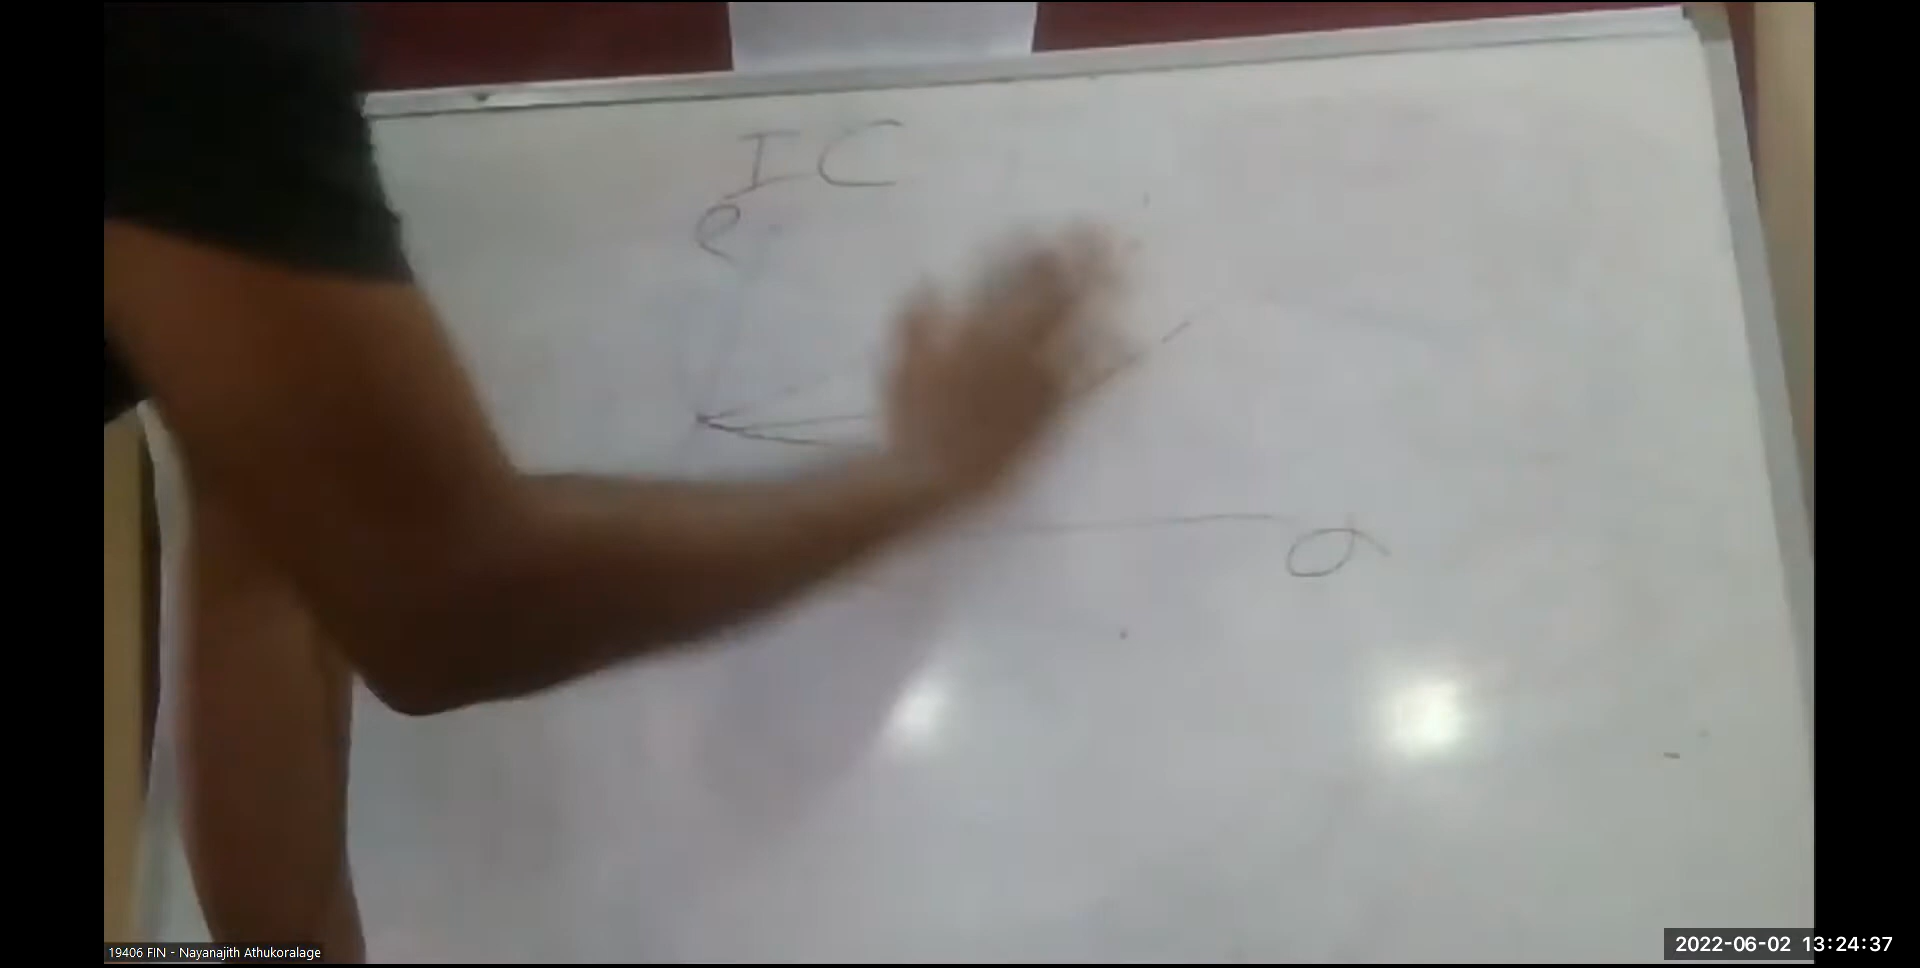 IC
e
σ
19406 FIN - Nayanajith Athukoralage
2022-06-02 13:24:37